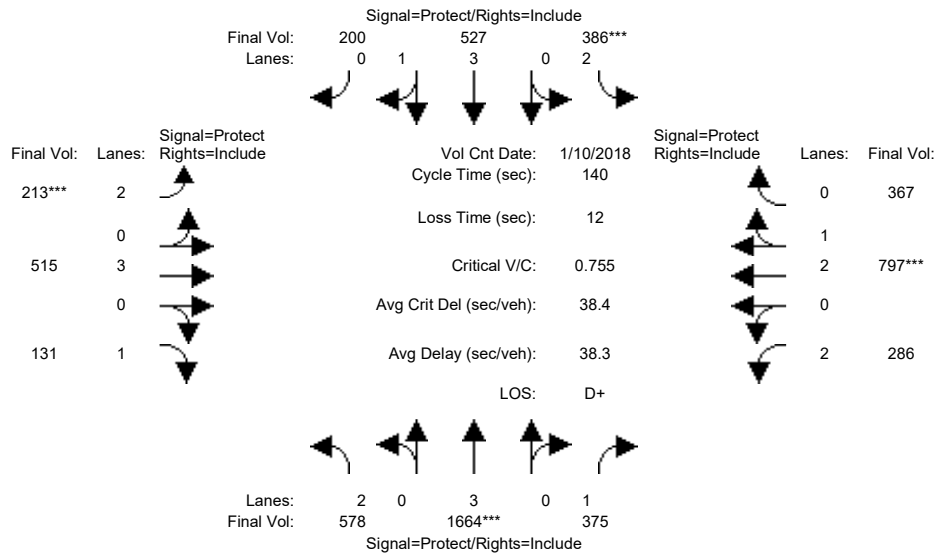 Signal=Protect/Rights=Include
Final Vol: 200 527 386***
Lanes: 0 1 3 0 2
Signal=Protect
Final Vol: Lanes: Rights=Include
Vol Cnt Date: 1/10/2018
Signal=Protect
Rights=Include Lanes: Final Vol:
Cycle Time (sec): 140
213*** 2
0 367
Loss Time (sec): 12
0
1
515 3
Critical V/C: 0.755
2 797***
0
Avg Crit Del (sec/veh): 38.4
0
131 1
Avg Delay (sec/veh): 38.3
2 286
LOS: D+
Lanes: 2 0 3 0 1
Final Vol: 578 1664*** 375
Signal=Protect/Rights=Include